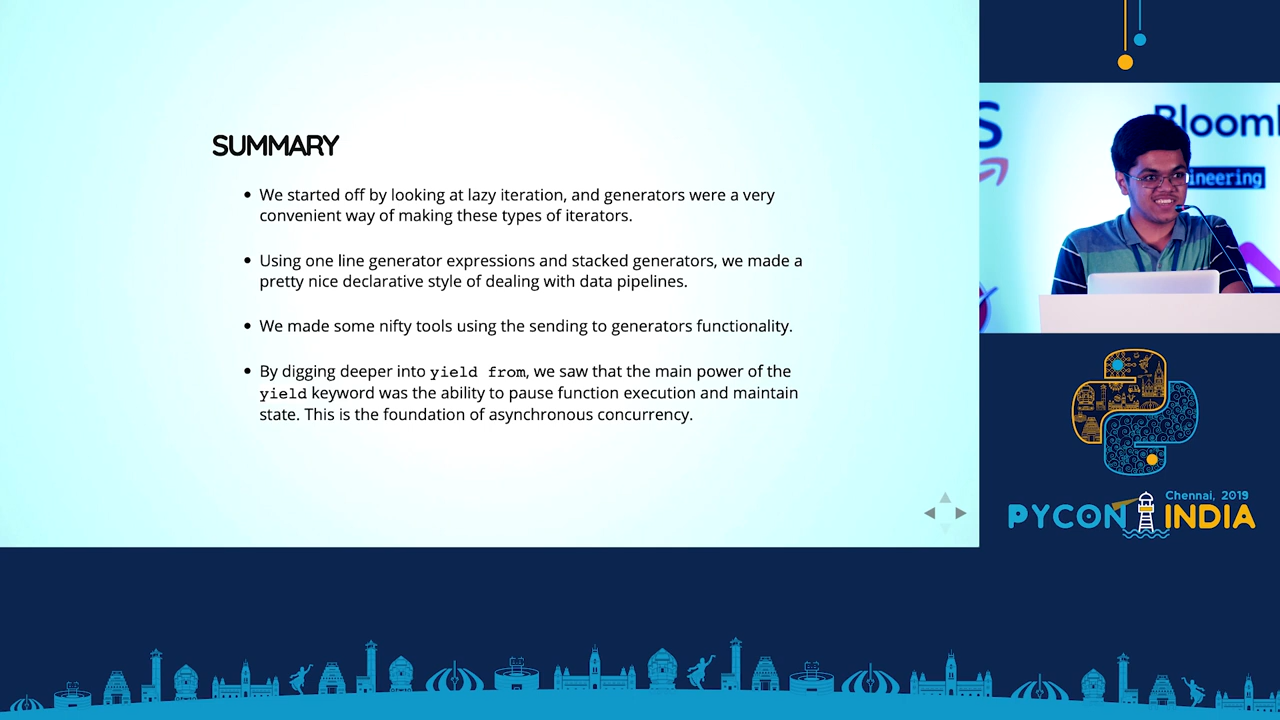 SUMMARY
We started off by looking at lazy iteration, and generators were a very
convenient way of making these types of iterators.
Using one line generator expressions and stacked generators, we made a
pretty nice declarative style of dealing with data pipelines.
We made some nifty tools using the sending to generators functionality.
By digging deeper into yield from, we saw that the main power of the
yield keyword was the ability to pause function execution and maintain
state. This is the foundation of asynchronous concurrency.
S
Bloom
ineering
Chennai, 2019
PYCON INDIA